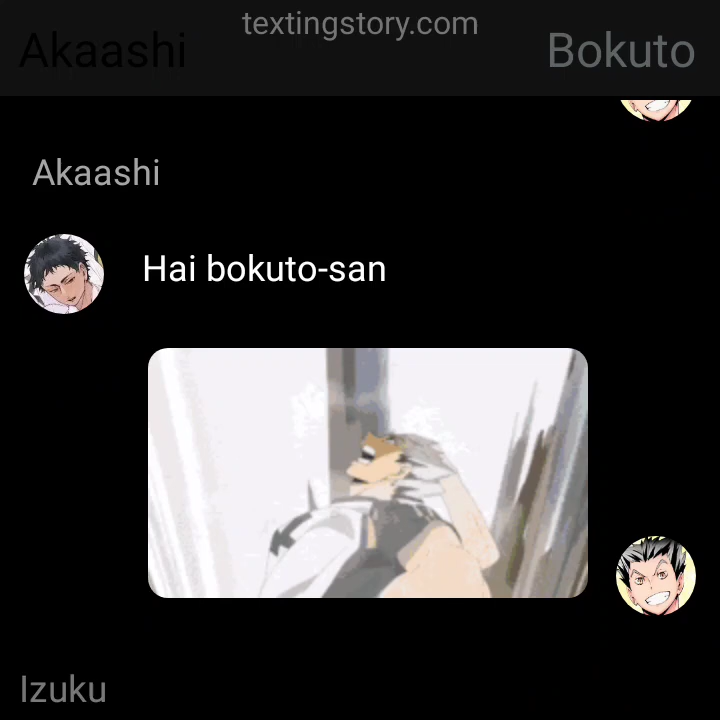 textingstory.com
Akaashi
Bokuto
Akaashi
Hai bokuto-san
Izuku